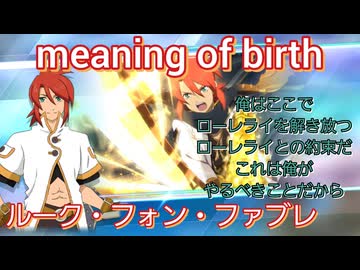 meaning of birth
俺はここで
ローレライを解き放つ
ローレライとの約束だ
これは俺が
やるべきことだから
ルーク・フォン・ファブレ